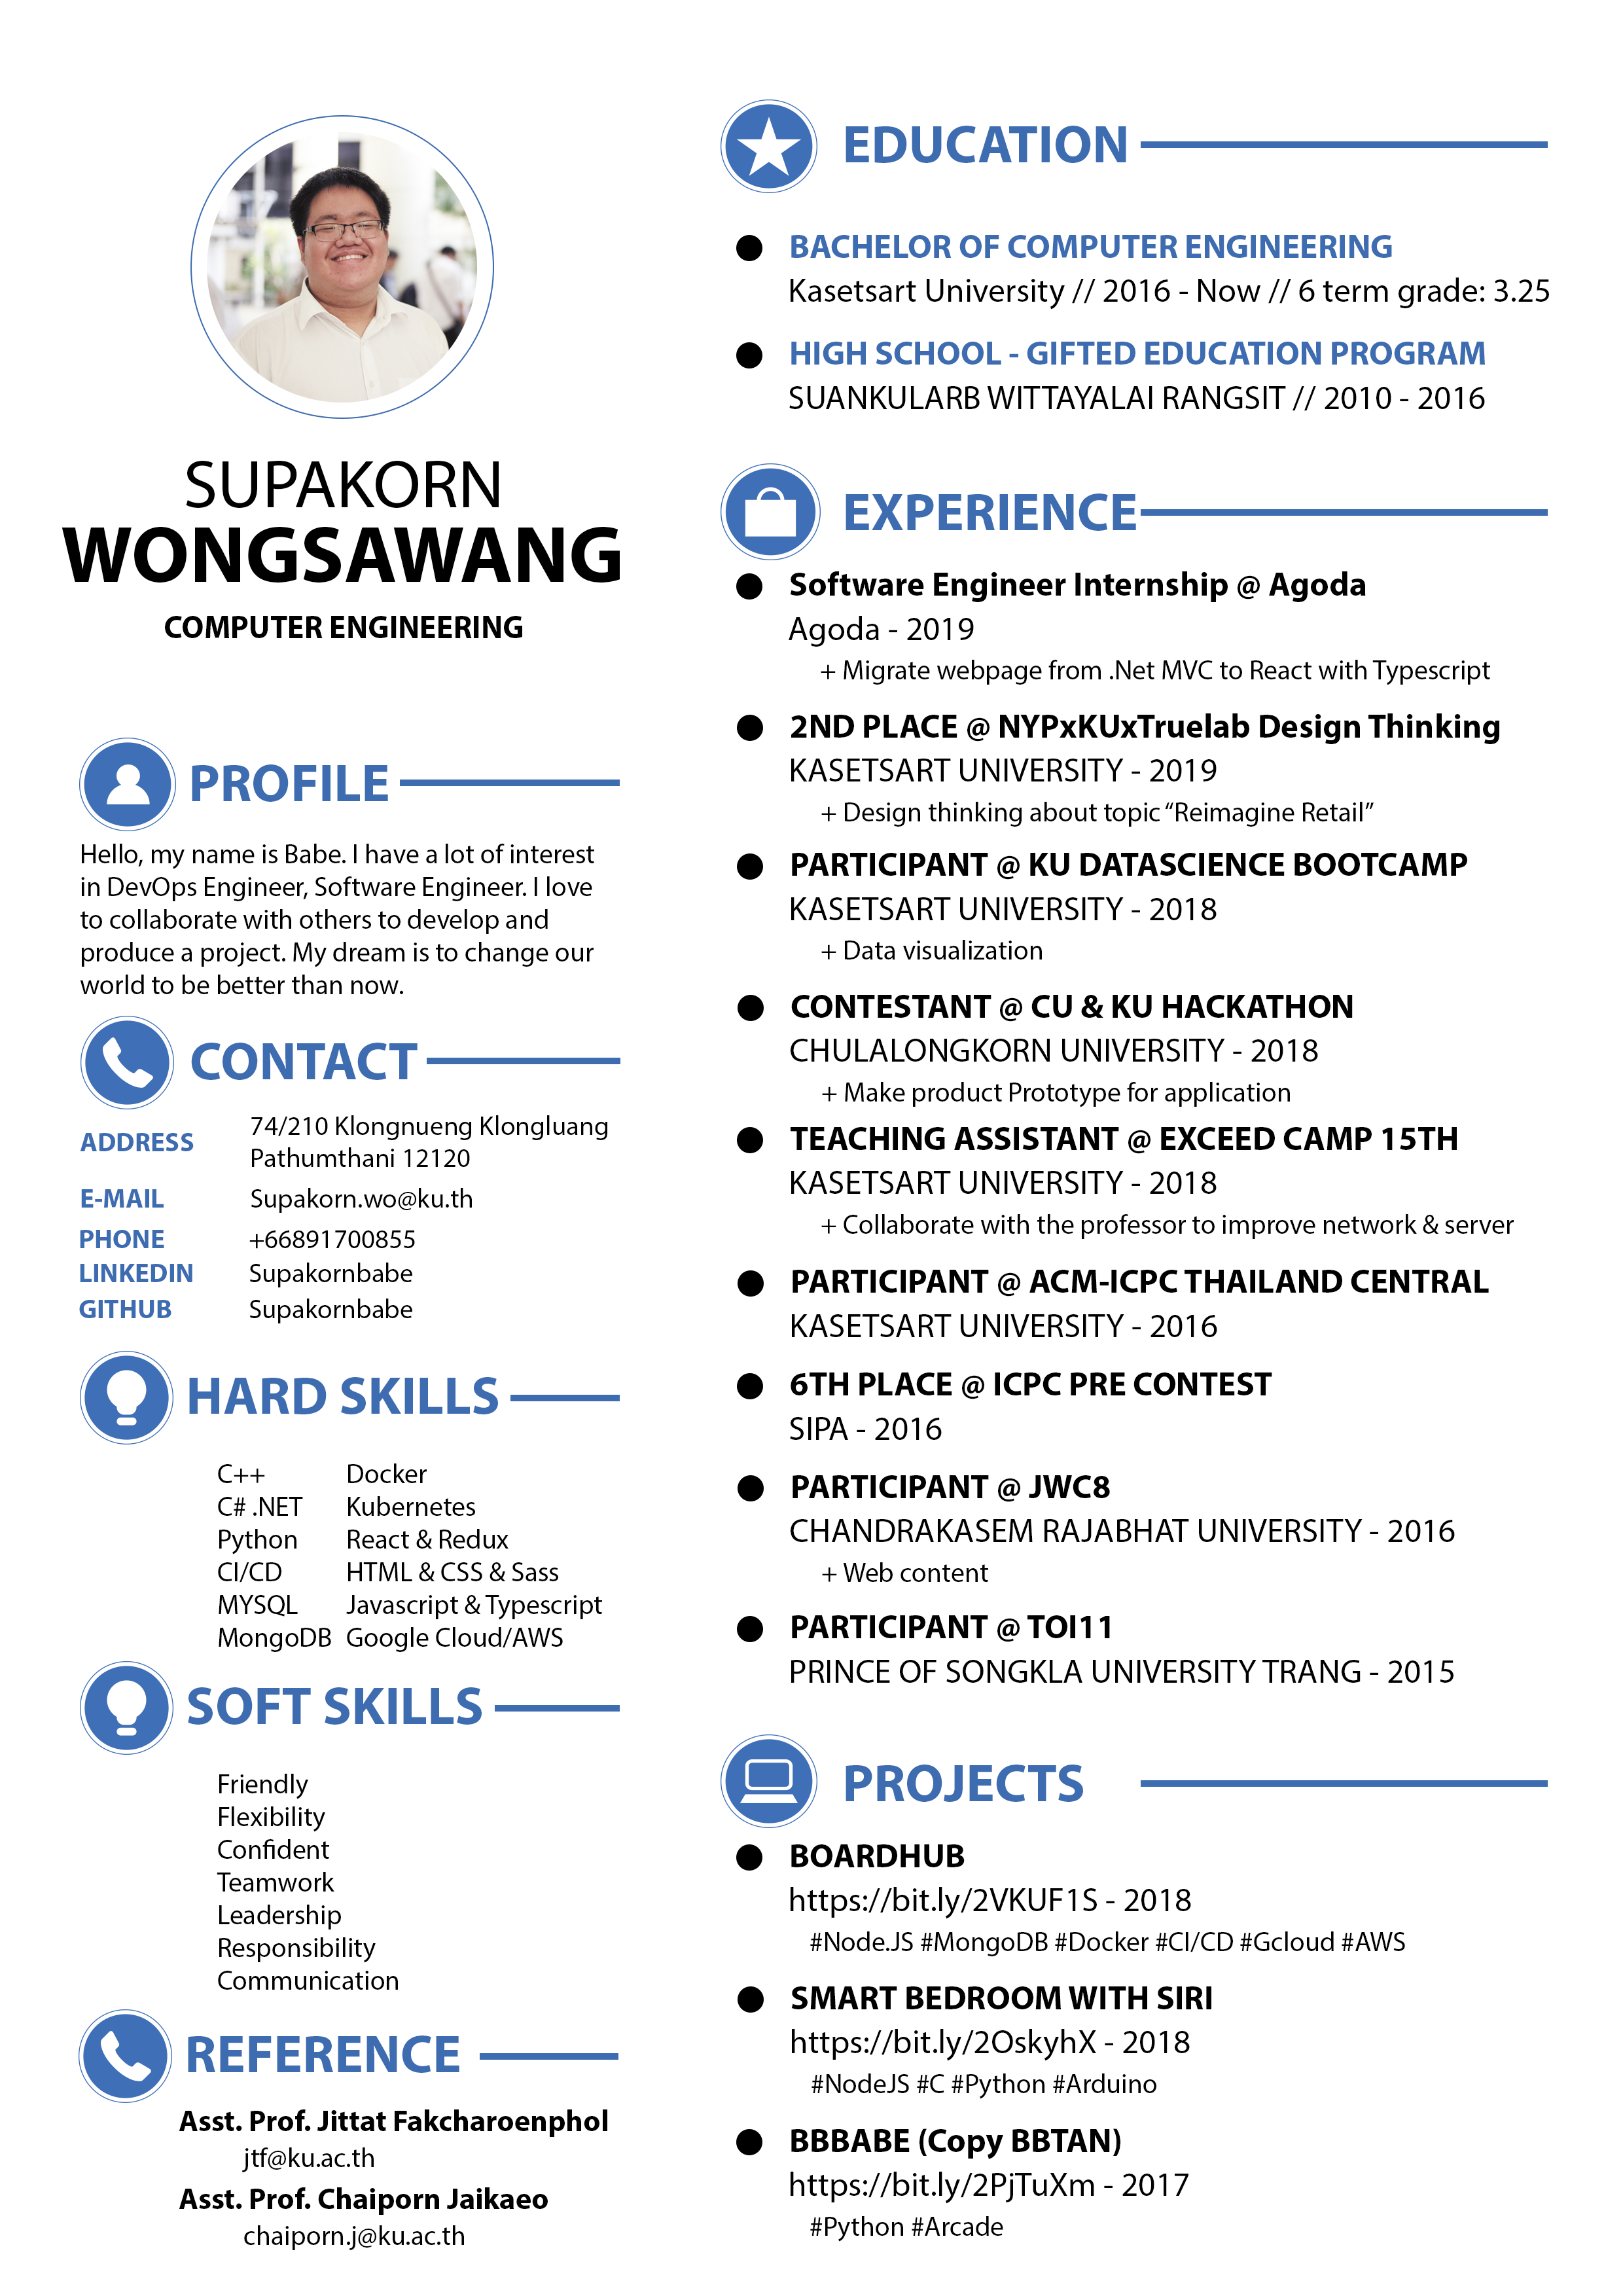 SUPAKORN
WONGSAWANG
COMPUTER ENGINEERING
PROFILE
Hello, my name is Babe. I have a lot of interest
in DevOps Engineer, Software Engineer. I love
to collaborate with others to develop and
produce a project. My dream is to change our
world to be better than now.
CONTACT
ADDRESS 74/210 Klongnueng Klongluang
Pathumthani 12120
E-MAIL Supakorn.wo@ku.th
PHONE +66891700855
LINKEDIN Supakornbabe
GITHUB Supakornbabe
HARD SKILLS
C++ Docker
C# .NET Kubernetes
Python React & Redux
CI/CD HTML & CSS & Sass
MYSQL Javascript & Typescript
MongoDB Google Cloud/AWS
SOFT SKILLS
Friendly
Flexibility
Confident
Teamwork
Leadership
Responsibility
Communication
REFERENCE
Asst. Prof. Jittat Fakcharoenphol
jtf@ku.ac.th
Asst. Prof. Chaiporn Jaikaeo
chaiporn.j@ku.ac.th
EDUCATION
BACHELOR OF COMPUTER ENGINEERING
Kasetsart University // 2016 - Now // 6 term grade: 3.25
HIGH SCHOOL - GIFTED EDUCATION PROGRAM
SUANKULARB WITTAYALAI RANGSIT // 2010 - 2016
EXPERIENCE
Software Engineer Internship @ Agoda
Agoda - 2019
+ Migrate webpage from .Net MVC to React with Typescript
2ND PLACE @ NYPxKUxTruelab Design Thinking
KASETSART UNIVERSITY - 2019
+ Design thinking about topic “Reimagine Retail”
PARTICIPANT @ KU DATASCIENCE BOOTCAMP
KASETSART UNIVERSITY - 2018
+ Data visualization
CONTESTANT @ CU & KU HACKATHON
CHULALONGKORN UNIVERSITY - 2018
+ Make product Prototype for application
TEACHING ASSISTANT @ EXCEED CAMP 15TH
KASETSART UNIVERSITY - 2018
+ Collaborate with the professor to improve network & server
PARTICIPANT @ ACM-ICPC THAILAND CENTRAL
KASETSART UNIVERSITY - 2016
6TH PLACE @ ICPC PRE CONTEST
SIPA - 2016
PARTICIPANT @ JWC8
CHANDRAKASEM RAJABHAT UNIVERSITY - 2016
+ Web content
PARTICIPANT @ TOI11
PRINCE OF SONGKLA UNIVERSITY TRANG - 2015
PROJECTS
BOARDHUB
https://bit.ly/2VKUF1S - 2018
#Node.JS #MongoDB #Docker #CI/CD #Gcloud #AWS
SMART BEDROOM WITH SIRI
https://bit.ly/2OskyhX - 2018
#NodeJS #C #Python #Arduino
BBBABE (Copy BBTAN)
https://bit.ly/2PjTuXm - 2017
#Python #Arcade